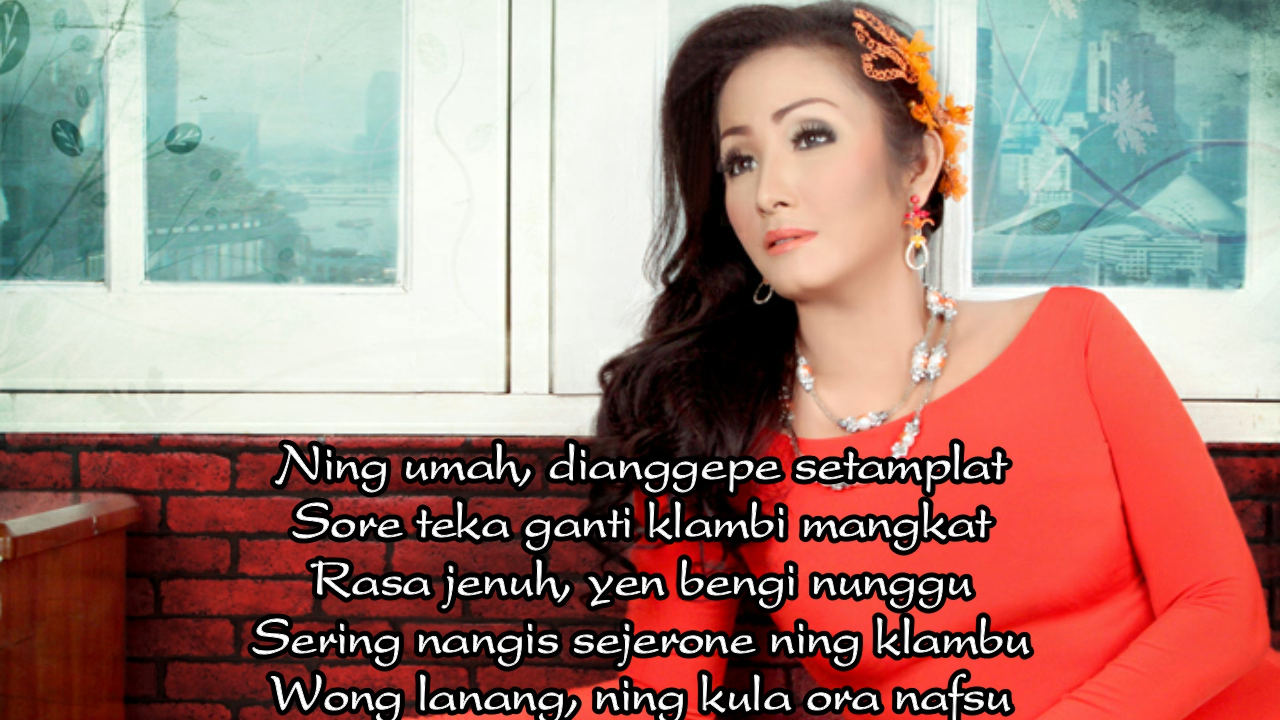 Ning umah, dianggepe setamplat
Sore teka ganti klambi mangkat
Rasa jenuh, yen bengi nunggu
Sering nangis sejerone ning klambu
Wong lanang, ning kula ora nafsu